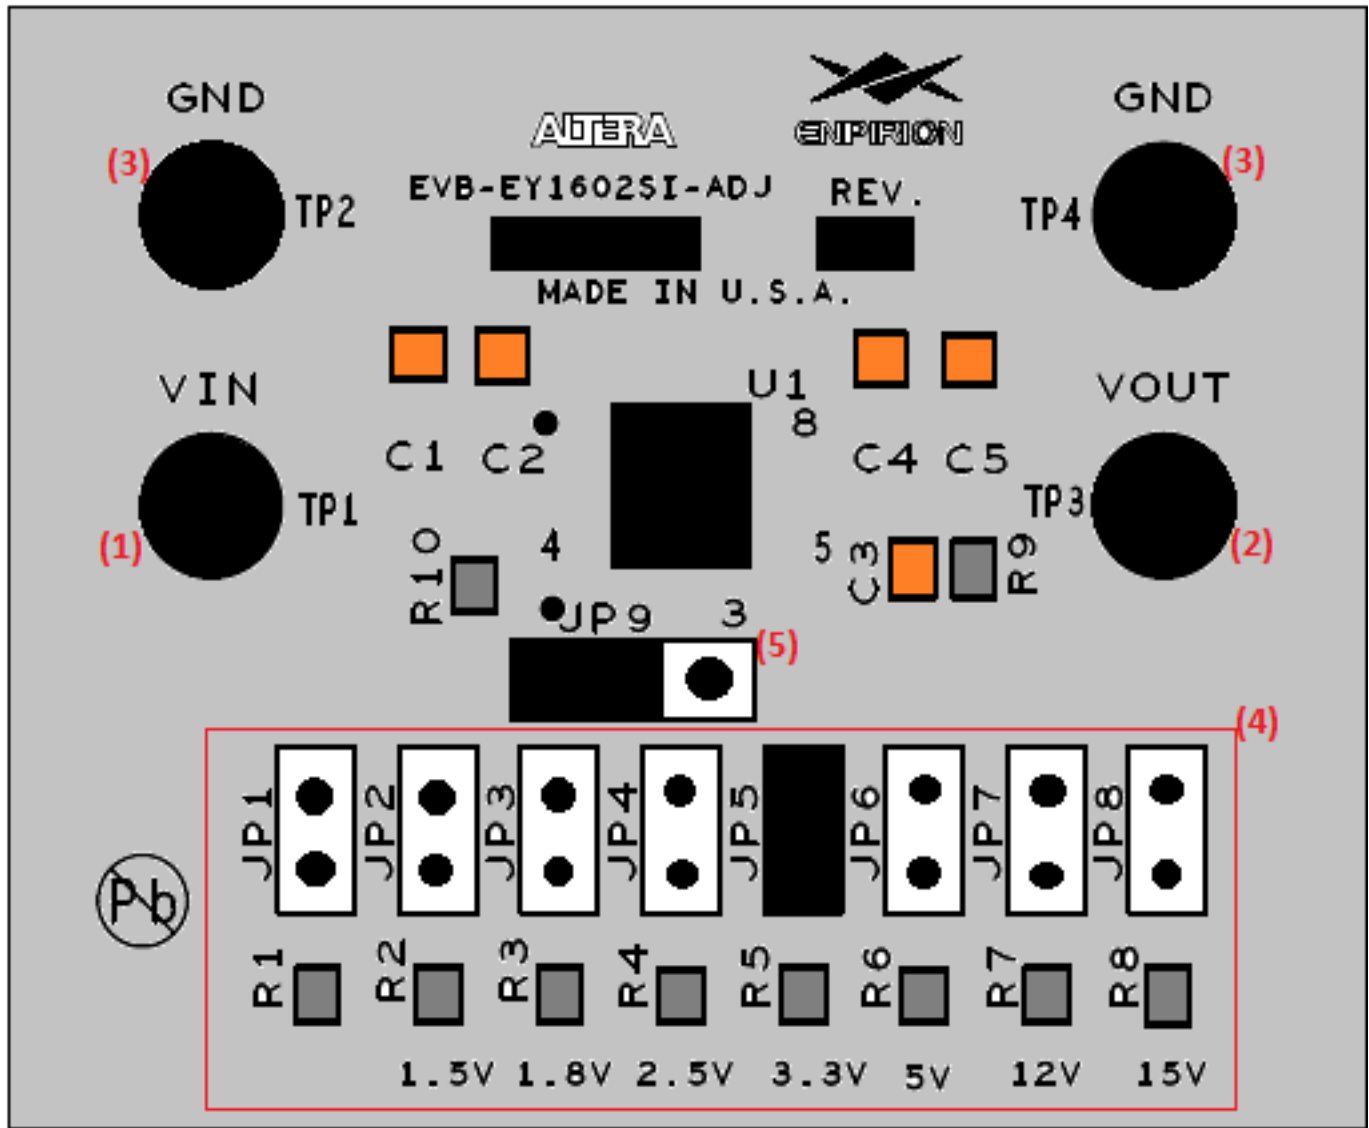 GND
GND
ALTERA
ENPIRION
(3)
(3)
EVB-EY1602SI-ADJ
REV.
TP2
TP4
MADE IN U.S.A.
VIN
U1
VOUT
8
C1
C2
C4
C5
TP1
TP3
(1)
R10
4
5
C3
R9
(2)
JP9
3
(5)
(4)
JP1
JP2
JP3
JP4
JP5
JP6
JP7
JP8
Pb
R1
R2
R3
R4
R5
R6
R7
R8
1.5V
1.8V
2.5V
3.3V
5V
12V
15V